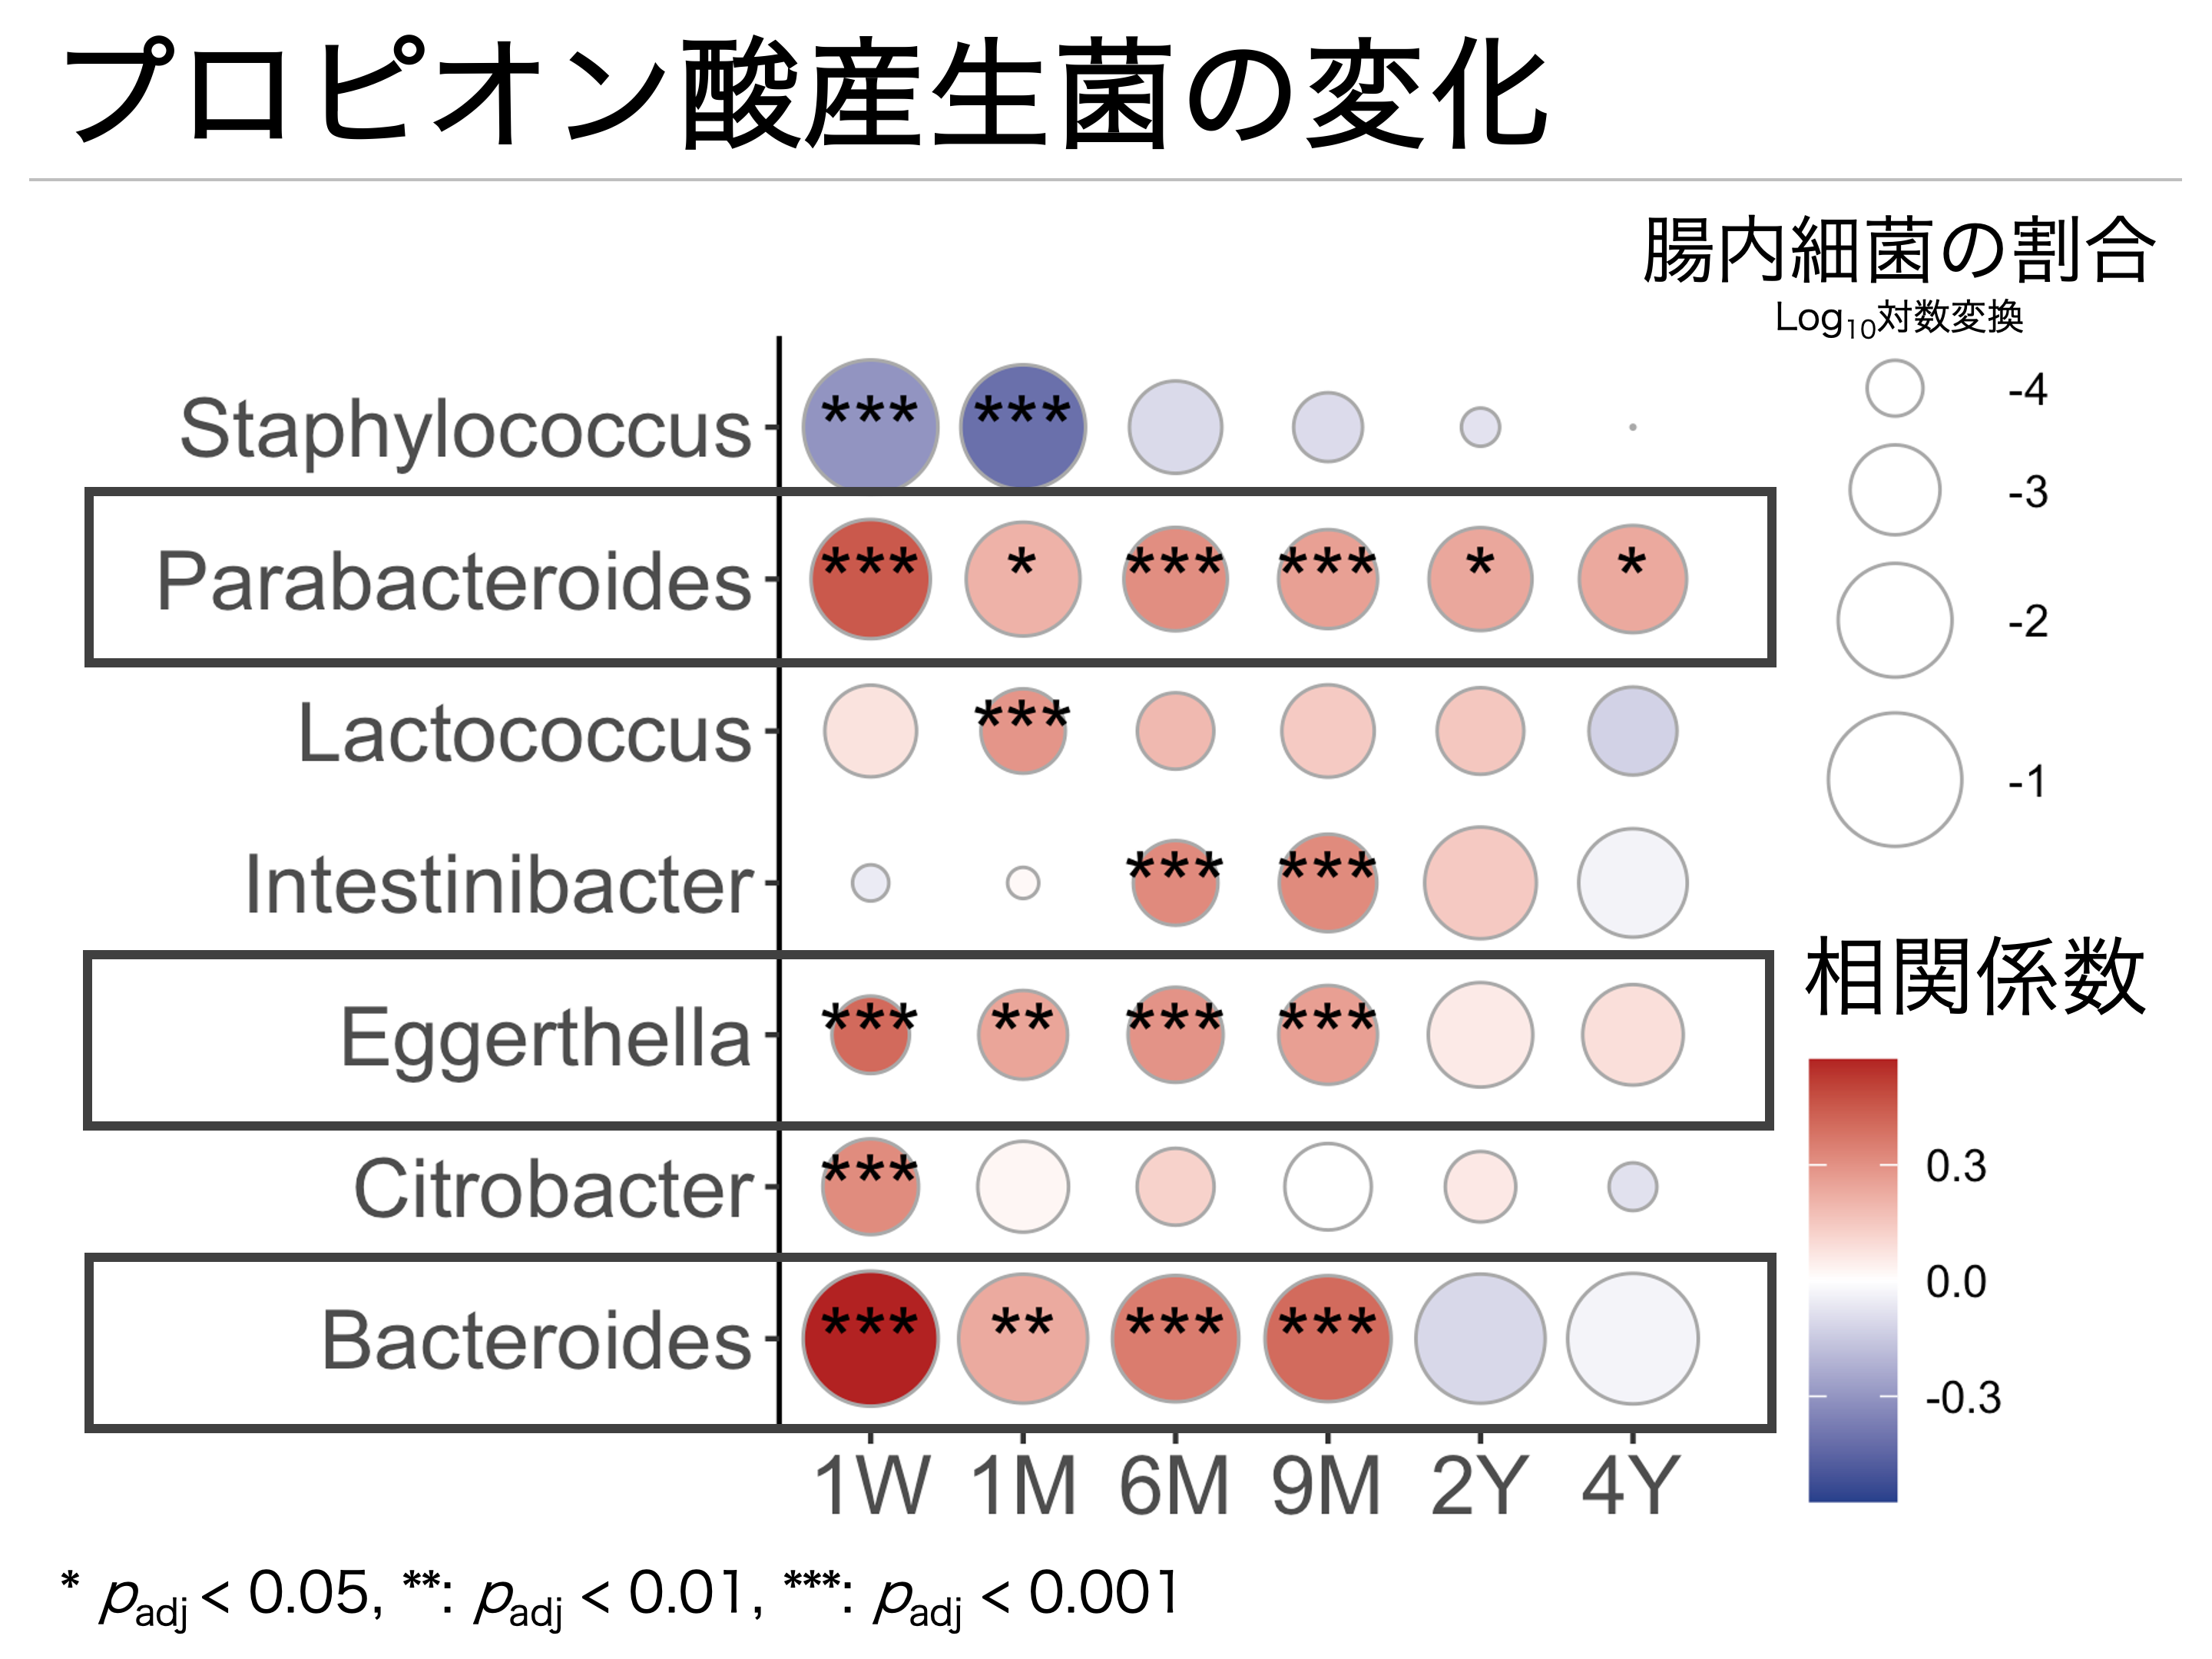 プロピオン酸産生菌の変化
腸内細菌の割合
Log10対数変換
-4
-3
-2
-1
Staphylococcus *** ***
Parabacteroides *** * *** *** * *
Lactococcus ***
Intestinibacter *** ***
Eggerthella *** ** *** ***
Citrobacter ***
Bacteroides *** ** *** ***
1W 1M 6M 9M 2Y 4Y
相関係数
0.3
0.0
-0.3
* padj < 0.05, **: padj < 0.01, ***: padj < 0.001